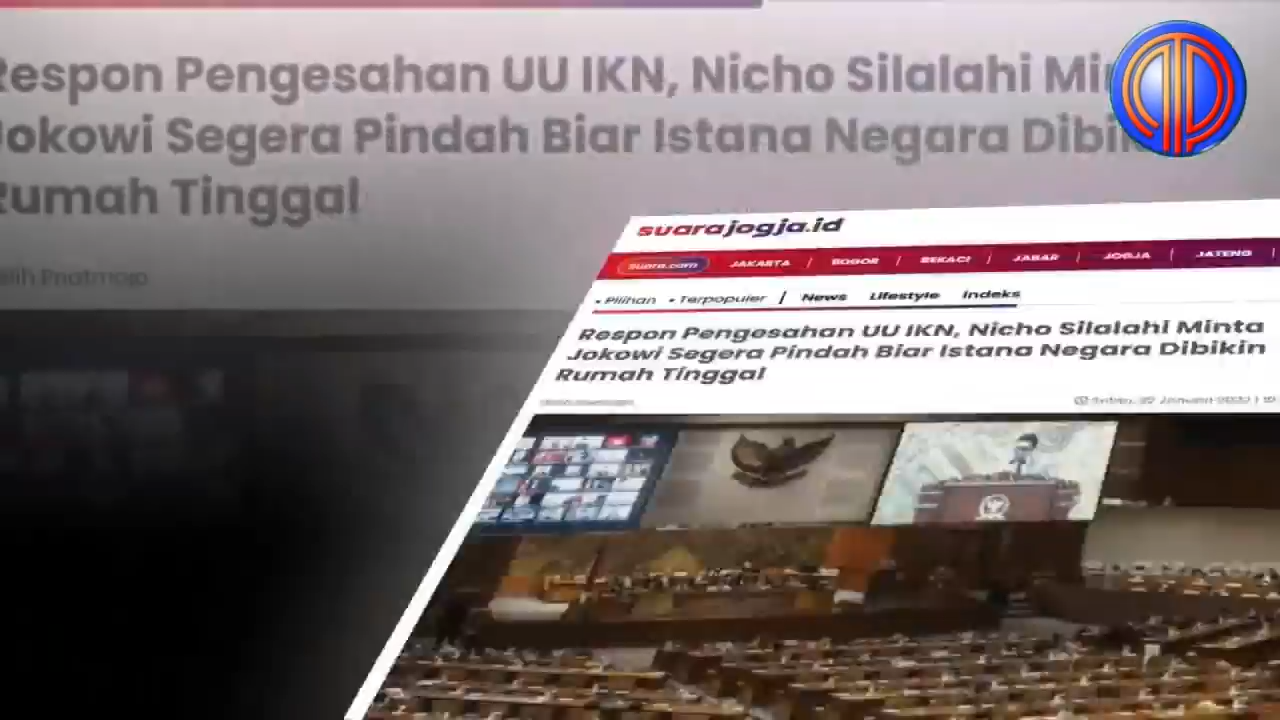 Respon Pengesahan UU IKN, Nicho Silalahi Min
Jokowi Segera Pindah Biar Istana Negara Dibik
Rumah Tinggal
suarajogja.id
suara.com JAKARTA | BOGOR | BEKACI | JABAR | JOGJA | JATENG |
• Pilihan • Terpopuler | News Lifestyle Indeks
Respon Pengesahan UU IKN, Nicho Silalahi Minta
Jokowi Segera Pindah Biar Istana Negara Dibikin
Rumah Tinggal